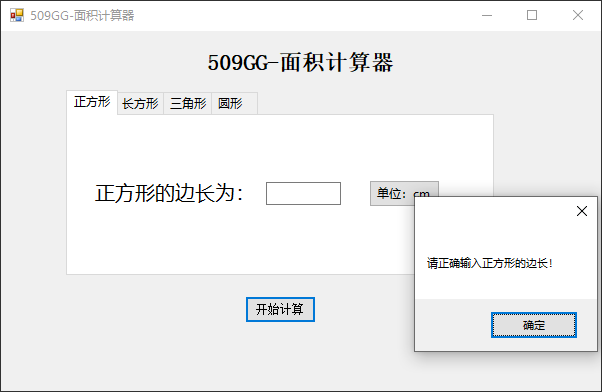 509GG-面积计算器
509GG-面积计算器
正方形 长方形 三角形 圆形
正方形的边长为：
单位：cm
请正确输入正方形的边长！
开始计算
确定